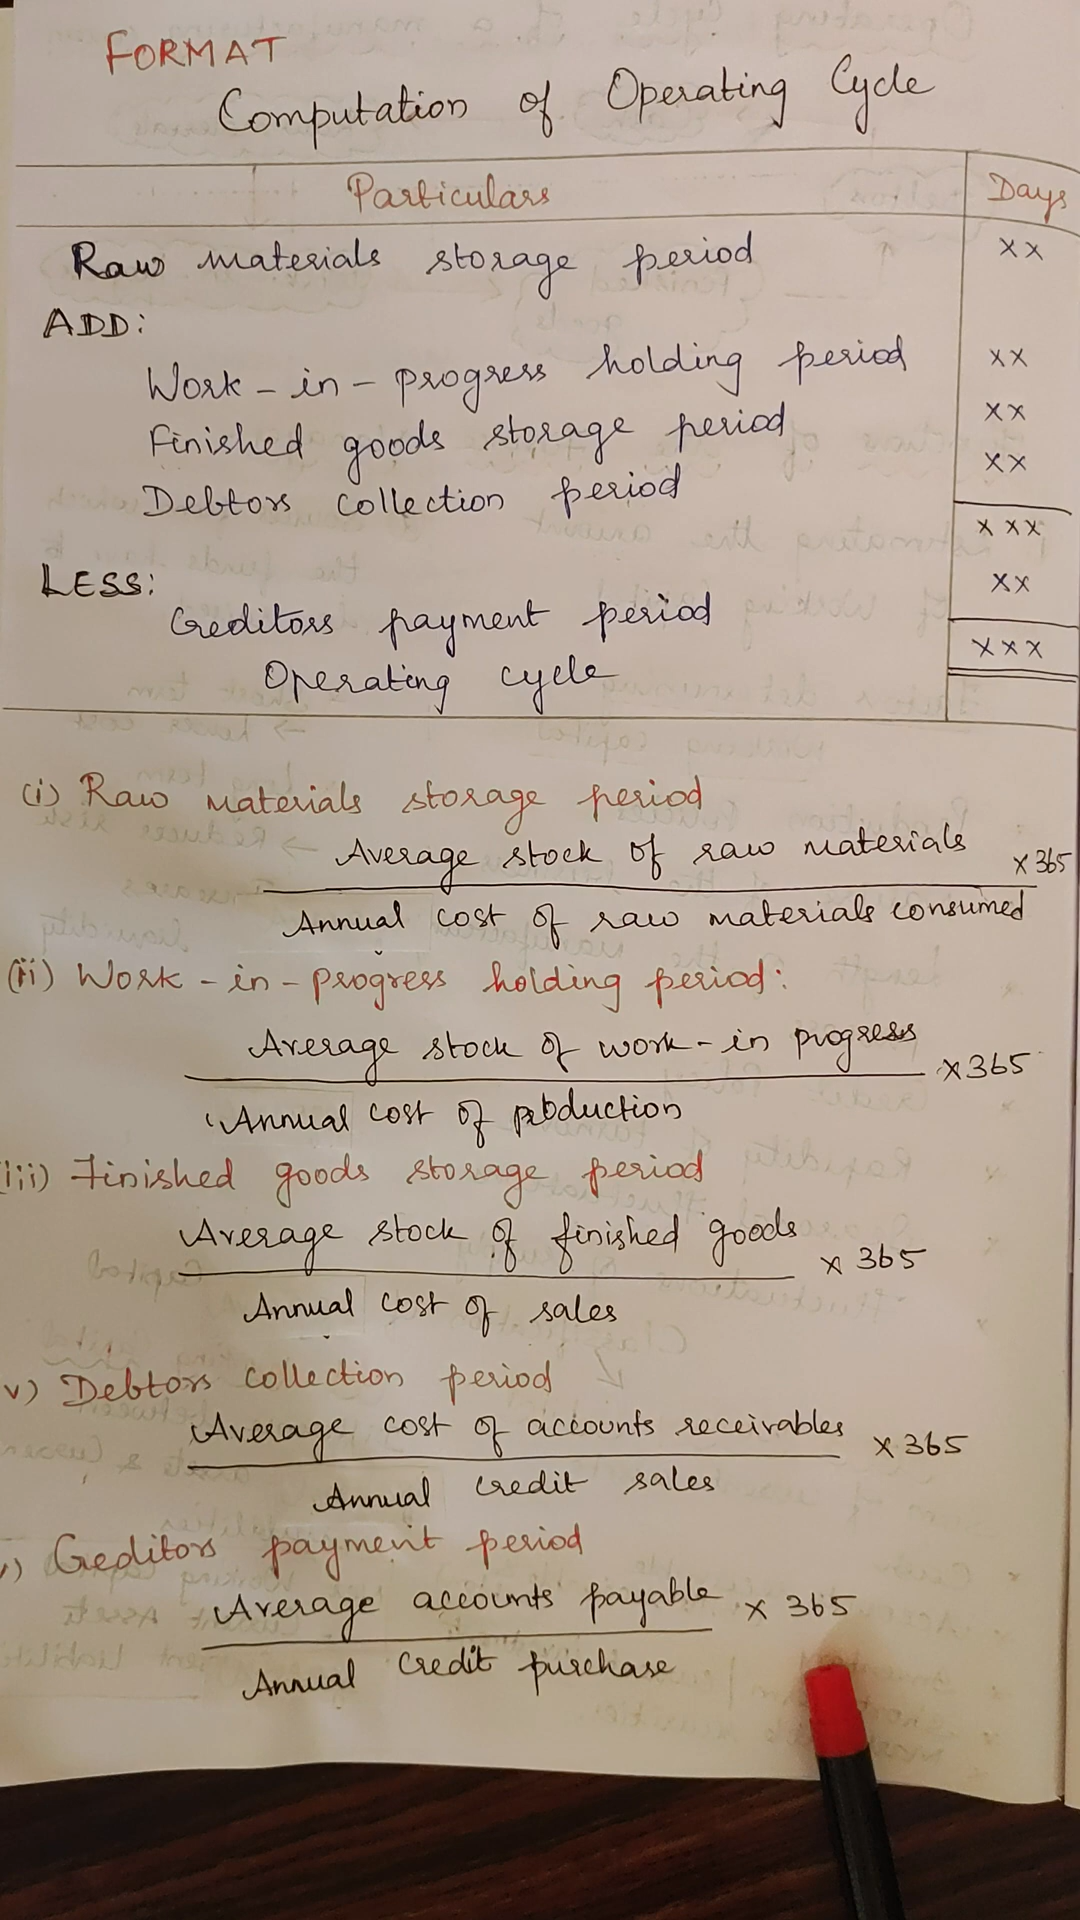 FORMAT
Computation of Operating Cycle
Particulars Days
Raw materials storage period xx
ADD:
Work-in-progress holding period xx
Finished goods storage period xx
Debtors collection period xx
xxx
LESS:
Creditors payment period xx
Operating cycle xxx
(i) Raw materials storage period
Average stock of raw materials x 365
Annual cost of raw materials consumed
(ii) Work-in-progress holding period:
Average stock of work-in progress x 365
Annual cost of production
iii) Finished goods storage period
Average stock of finished goods x 365
Annual cost of sales
v) Debtors collection period
Average cost of accounts receivables x 365
Annual credit sales
) Creditors payment period
Average accounts payable x 365
Annual credit purchase